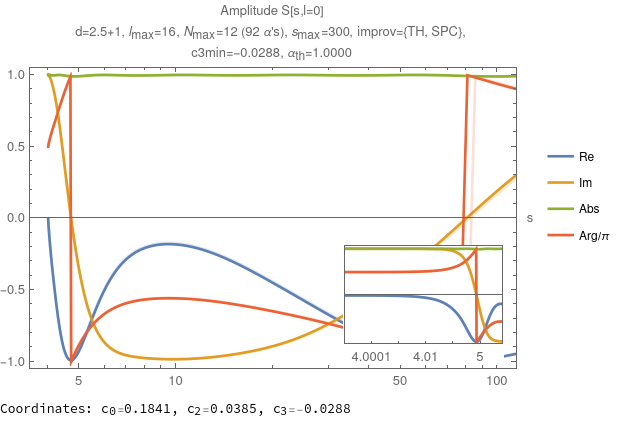 Amplitude S[s,l=0]
d=2.5+1, lmax=16, Nmax=12 (92 α's), smax=300, improv={TH, SPC},
c3min=-0.0288, αth=1.0000
1.0
0.5
0.0
-0.5
-1.0
5
10
50
100
s
Re
Im
Abs
Arg/π
4.0001
4.01
5
Coordinates: c0=0.1841, c2=0.0385, c3=-0.0288